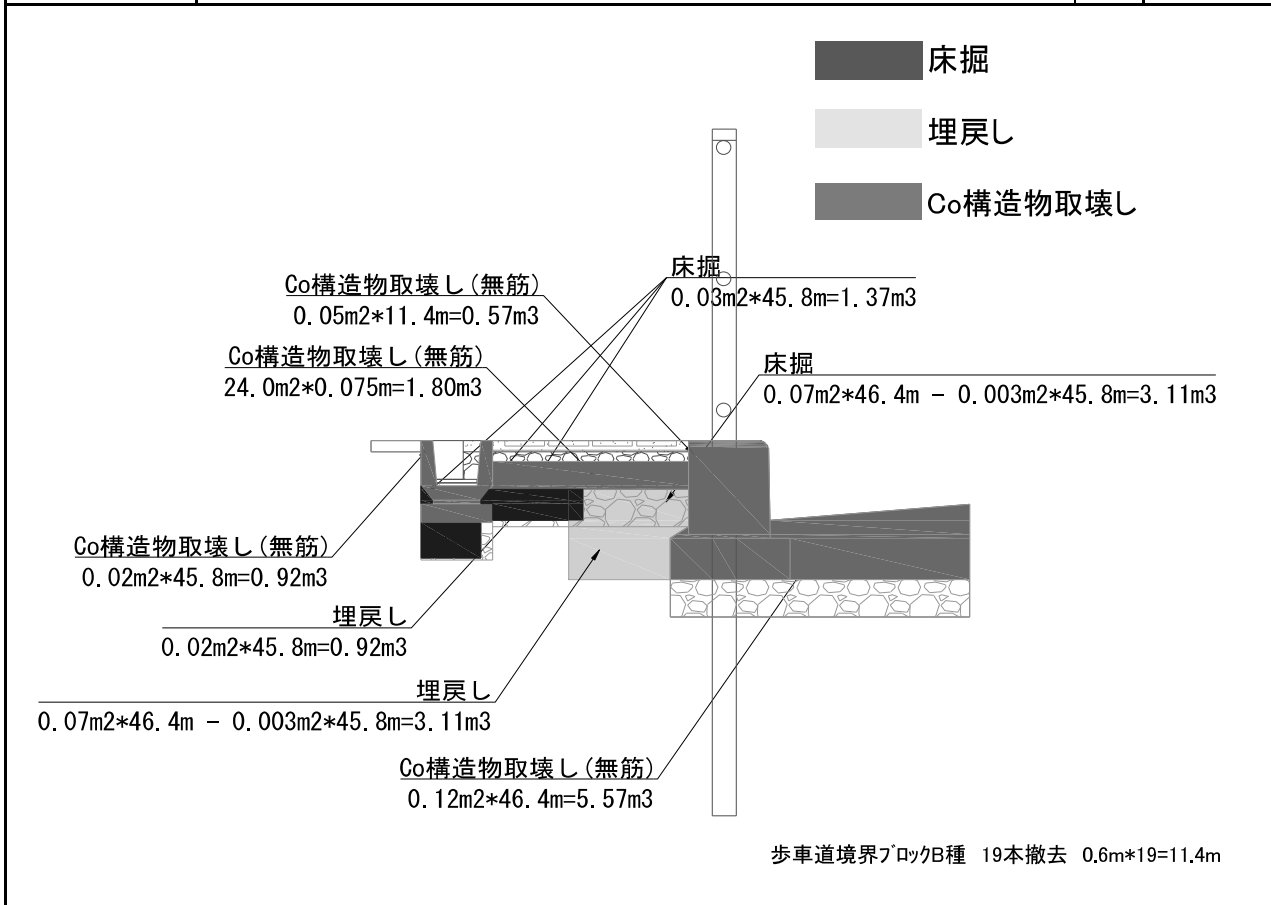 床掘
埋戻し
Co構造物取壊し
床掘
0.03m2*45.8m=1.37m3
Co構造物取壊し(無筋)
0.05m2*11.4m=0.57m3
Co構造物取壊し(無筋)
24.0m2*0.075m=1.80m3
床掘
0.07m2*46.4m - 0.003m2*45.8m=3.11m3
Co構造物取壊し(無筋)
0.02m2*45.8m=0.92m3
埋戻し
0.02m2*45.8m=0.92m3
埋戻し
0.07m2*46.4m - 0.003m2*45.8m=3.11m3
Co構造物取壊し(無筋)
0.12m2*46.4m=5.57m3
歩車道境界ブロックB種 19本撤去 0.6m*19=11.4m